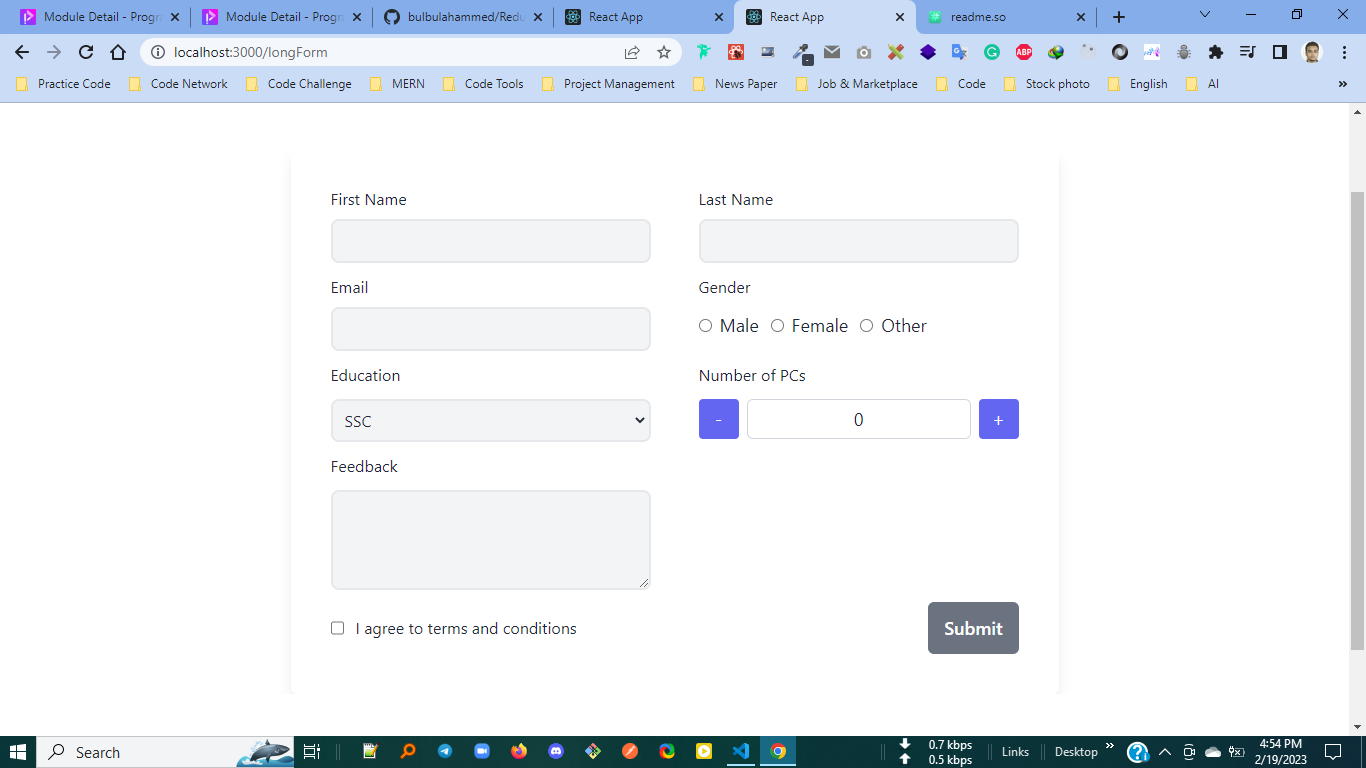 Module Detail - Progra
Module Detail - Progr
bulbulahammed/Redu
React App
React App
readme.so
localhost:3000/longForm
ABP
Practice Code
Code Network
Code Challenge
MERN
Code Tools
Project Management
News Paper
Job & Marketplace
Code
Stock photo
English
AI
»
First Name
Last Name
Email
Gender
Male
Female
Other
Education
Number of PCs
SSC
-
0
+
Feedback
I agree to terms and conditions
Submit
Search
0.7 kbps
0.5 kbps
Links
Desktop
»
4:54 PM
2/19/2023